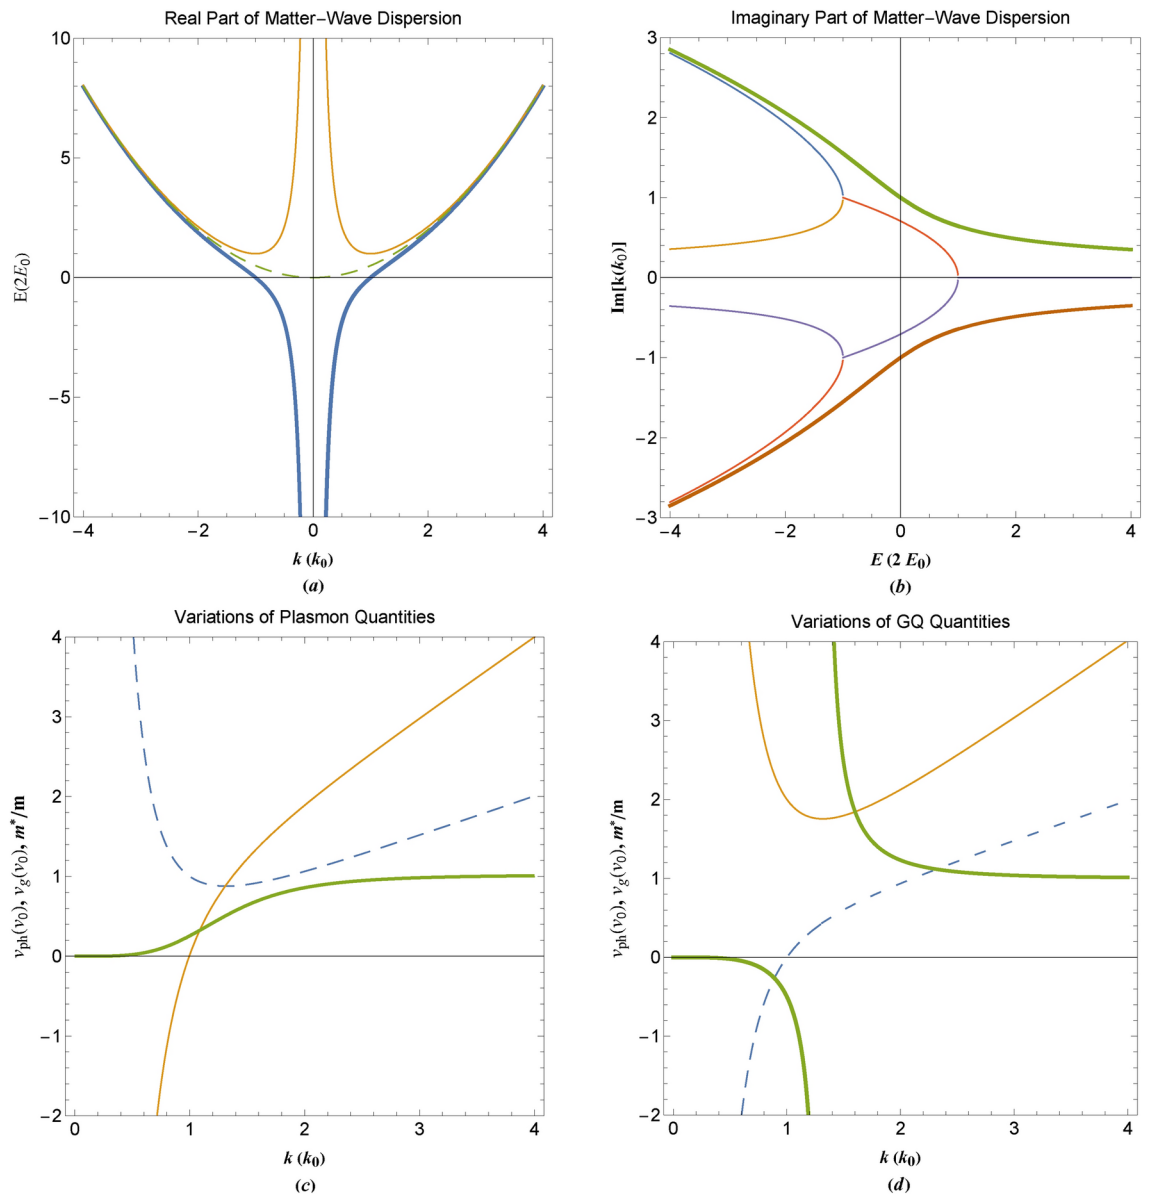 Real Part of Matter−Wave Dispersion
10
5
0
−5
−10
E(2E0)
−4
−2
0
2
4
k (k0)
(a)
Imaginary Part of Matter−Wave Dispersion
3
2
1
0
−1
−2
−3
Im[k(k0)]
−4
−2
0
2
4
E (2 E0)
(b)
Variations of Plasmon Quantities
4
3
2
1
0
−1
−2
vph(v0), vg(v0), m*/m
0
1
2
3
4
k (k0)
(c)
Variations of GQ Quantities
4
3
2
1
0
−1
−2
vph(v0), vg(v0), m*/m
0
1
2
3
4
k (k0)
(d)